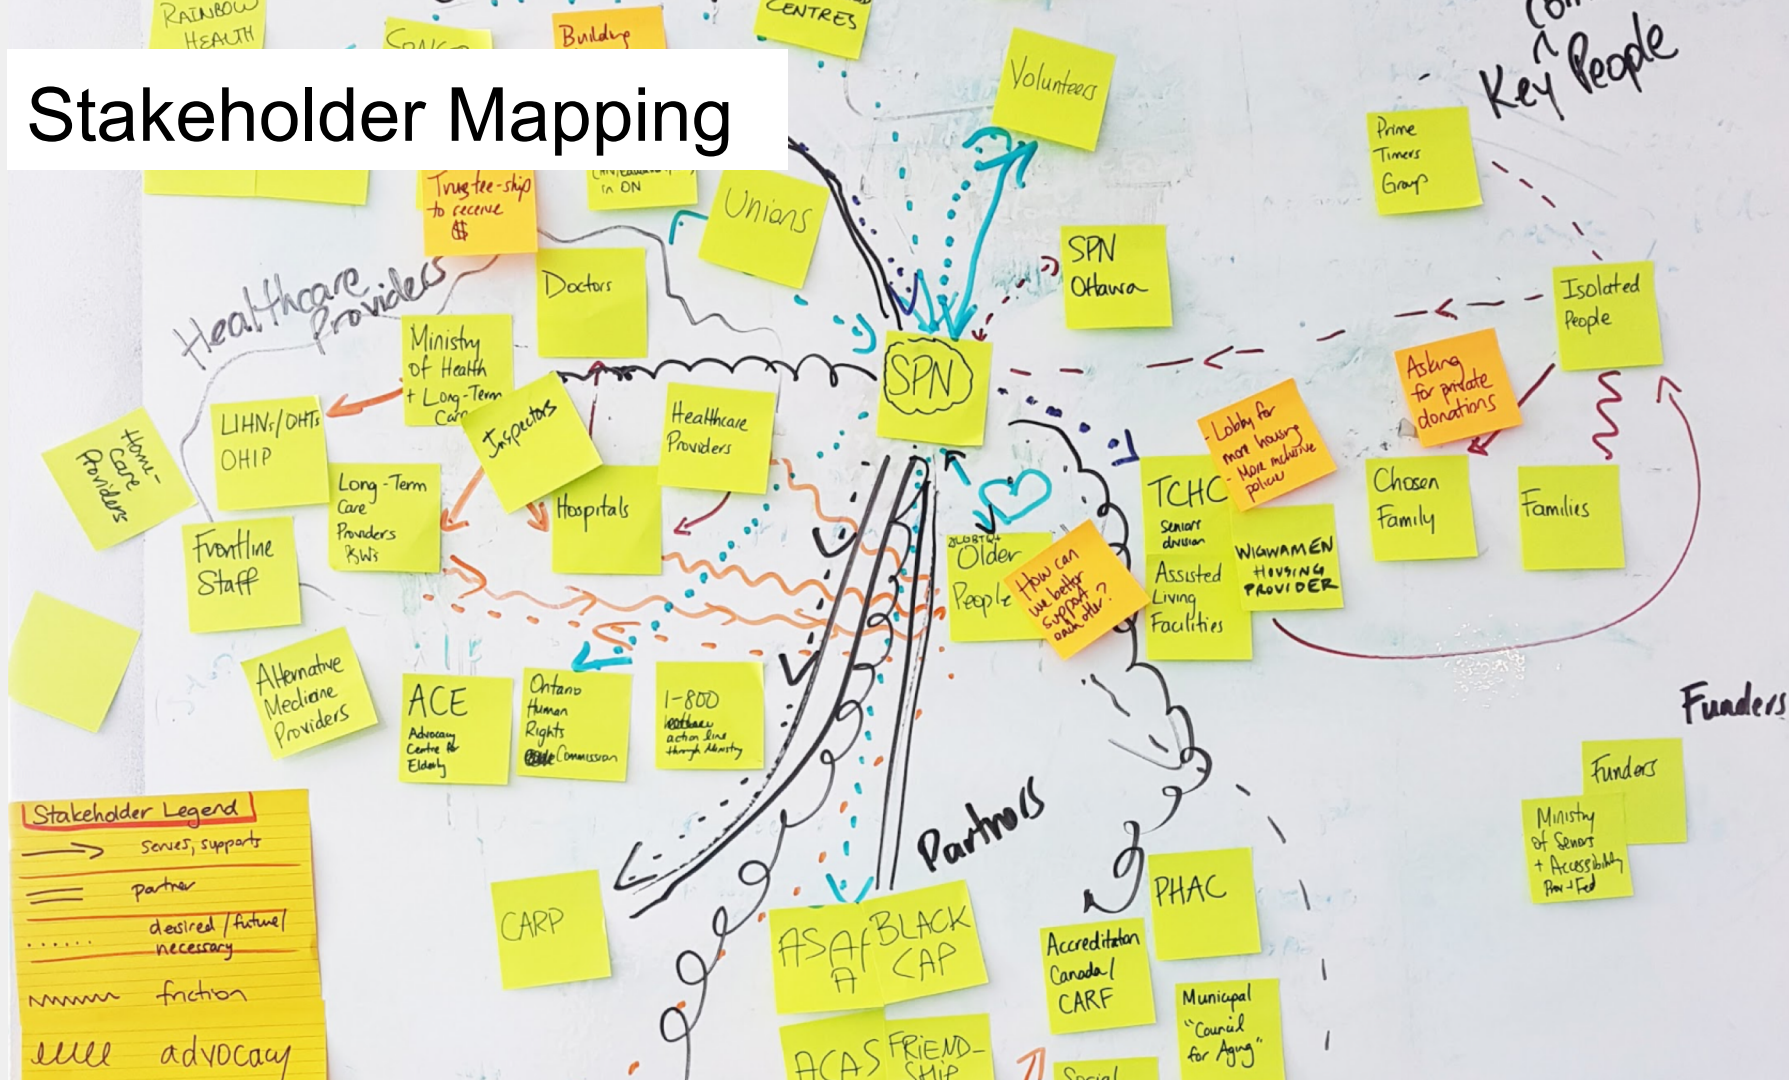 RAINBOW
HEALTH
Building
CENTRES
Stakeholder Mapping
Volunteers
Key People
Prime
Timers
Group
Trustee-ship
to receive
$
in ON
Unions
SPN
Ottawa
Isolated
People
Healthcare
Providers
Doctors
Ministry
of Health
+ Long-Term
Care
SPN
Asking
for private
donations
- Lobby for
more housing
- More inclusive
policies
Home-
Care
Providers
LIHNs/OHTs
OHIP
Inspectors
Healthcare
Providers
Long-Term
Care
Providers
PSWs
Hospitals
TCHC
Seniors
division
Chosen
Family
Families
Frontline
Staff
Older
People
How can
we better
support
each other?
Assisted
Living
Facilities
WIGWAMEN
HOUSING
PROVIDER
Alternative
Medicine
Providers
ACE
Advocacy
Centre for
Elderly
Ontario
Human
Rights
Commission
1-800
action line
through Ministry
Funders
Funders
Ministry
of Seniors
+ Accessibility
Prov + Fed
Stakeholder Legend
serves, supports
partner
desired/future/
necessary
friction
advocacy
Partners
CARP
BLACK
CAP
PHAC
Accreditation
Canada/
CARF
Municipal
"Council
for Aging"
ACAS
FRIEND-
SHIP
Social